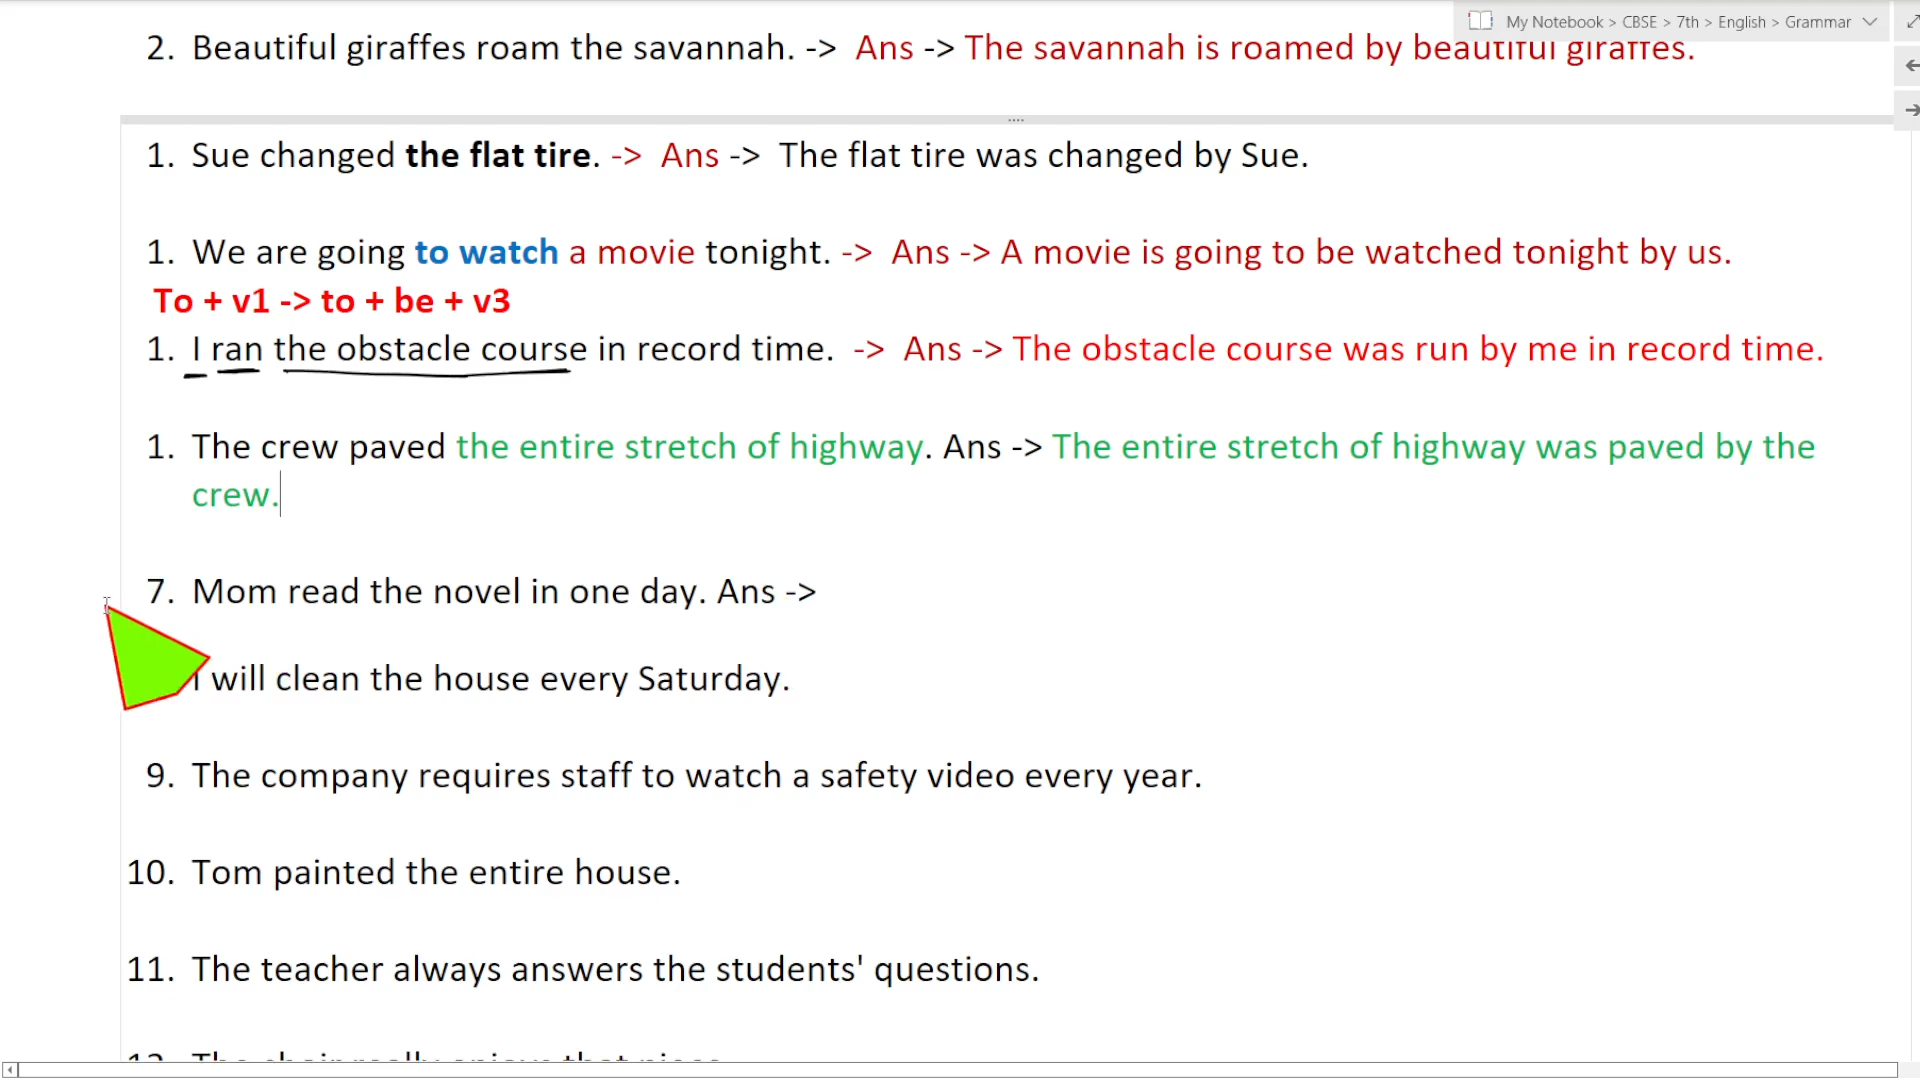 My Notebook > CBSE > 7th > English > Grammar
2. Beautiful giraffes roam the savannah. -> Ans -> The savannah is roamed by beautiful giraffes.
1. Sue changed the flat tire. -> Ans -> The flat tire was changed by Sue.
1. We are going to watch a movie tonight. -> Ans -> A movie is going to be watched tonight by us.
To + v1 -> to + be + v3
1. I ran the obstacle course in record time. -> Ans -> The obstacle course was run by me in record time.
1. The crew paved the entire stretch of highway. Ans -> The entire stretch of highway was paved by the
crew.
7. Mom read the novel in one day. Ans ->
I will clean the house every Saturday.
9. The company requires staff to watch a safety video every year.
10. Tom painted the entire house.
11. The teacher always answers the students' questions.